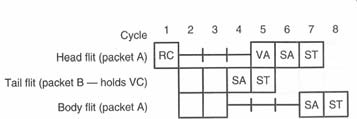 Cycle 1 2 3 4 5 6 7 8
Head flit (packet A) RC VA SA ST
Tail flit (packet B — holds VC) SA ST
Body flit (packet A) SA ST